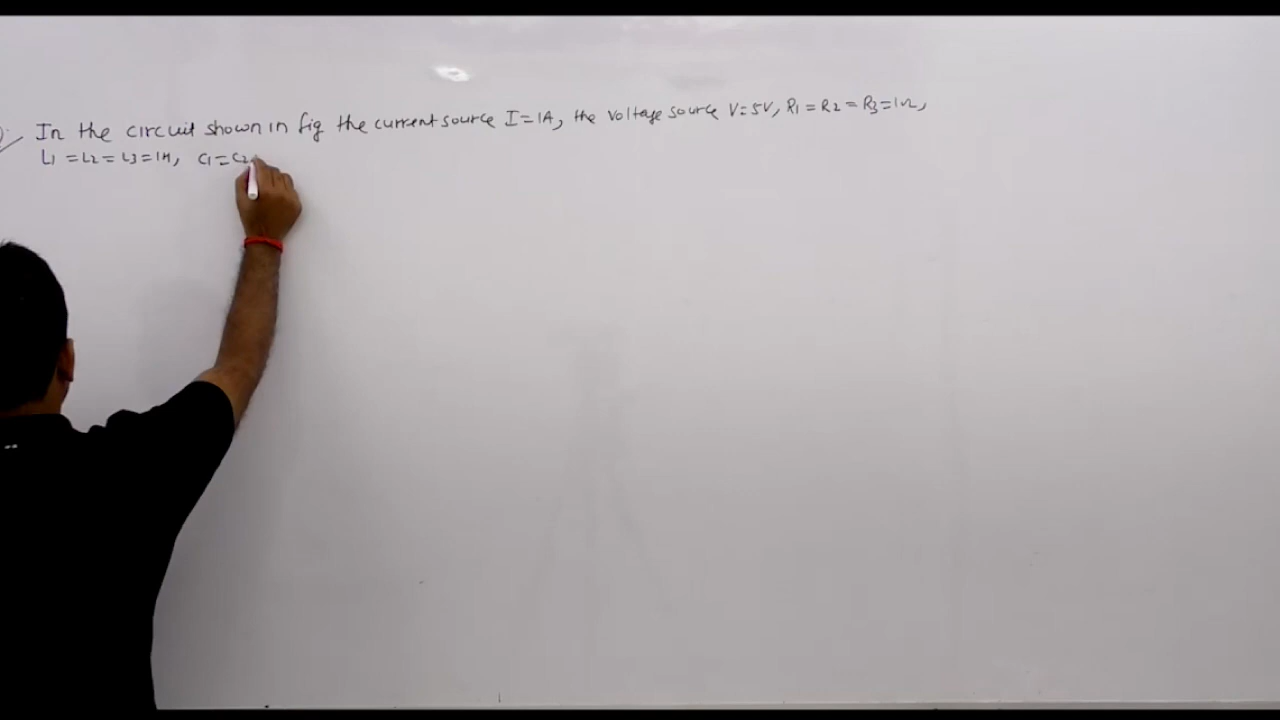 In the circuit shown in fig the current source I=1A, the voltage source V=5V, R1=R2=R3=1Ω,
L1=L2=L3=1H, C1=C2